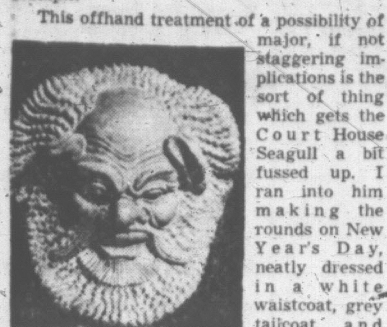 This offhand treatment of a possibility of
major, if not
staggering im-
plications is the
sort of thing
which gets the
Court House
Seagull a bit
fussed up. I
ran into him
making the
rounds on New
Year's Day,
neatly dressed
in a white
waistcoat, grey
tailcoat and